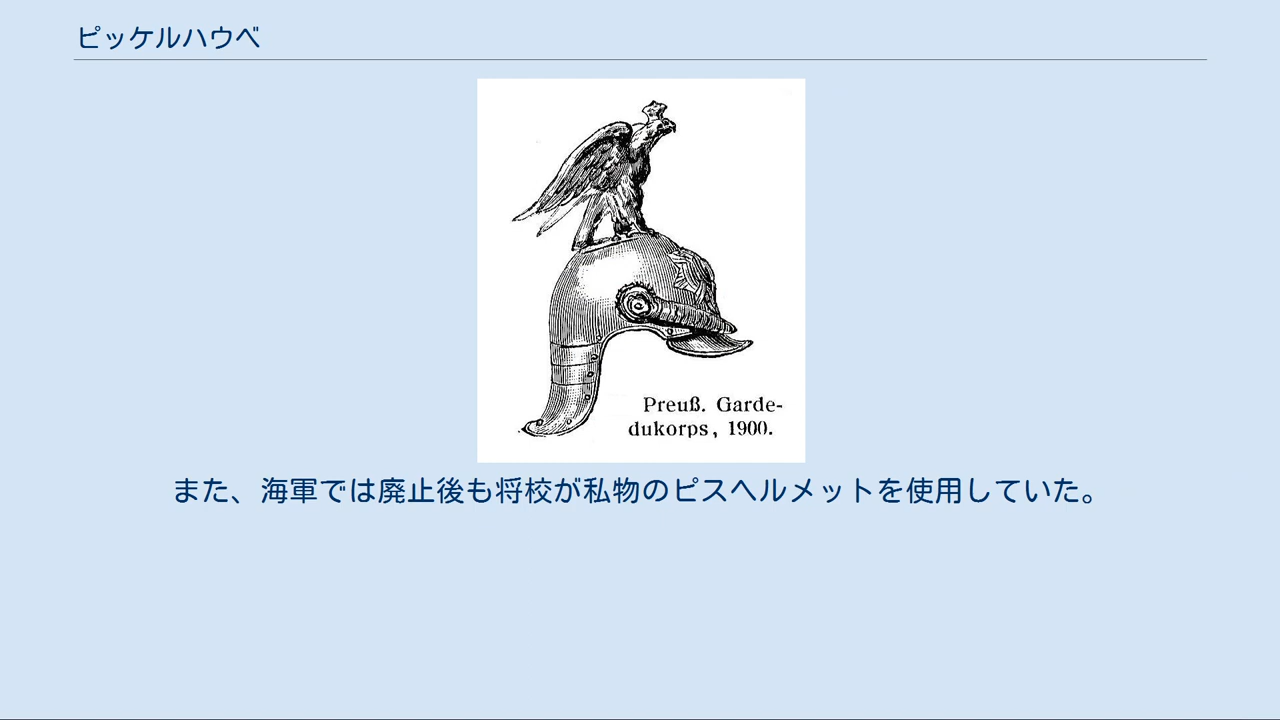 ピッケルハウベ
Preuß. Garde-
dukorps, 1900.
また、海軍では廃止後も将校が私物のピスヘルメットを使用していた。